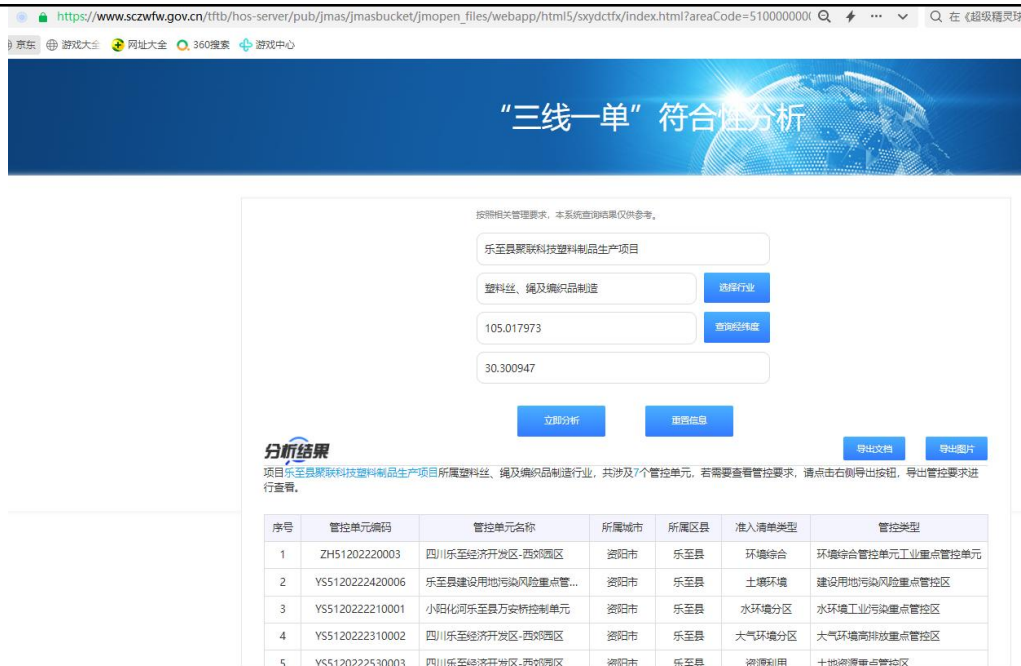 https://www.sczwfw.gov.cn/tftb/hos-server/pub/jmas/jmasbucket/jmopen_files/webapp/html5/sxydctfx/index.html?areaCode=5100000000 ··· 在《超级精灵球
京东 游戏大全 网址大全 360搜索 游戏中心
“三线一单”符合性分析
按照相关管理要求，本系统查询结果仅供参考。
乐至县聚联科技塑料制品生产项目
塑料丝、绳及编织品制造 选择行业
105.017973 查询经纬度
30.300947
立即分析 重置信息
分析结果 导出文档 导出图片
项目乐至县聚联科技塑料制品生产项目所属塑料丝、绳及编织品制造行业，共涉及7个管控单元，若需要查看管控要求，请点击右侧导出按钮，导出管控要求进
行查看。
序号 管控单元编码 管控单元名称 所属城市 所属区县 准入清单类型 管控类型
1 ZH51202220003 四川乐至经济开发区-西郊园区 资阳市 乐至县 环境综合 环境综合管控单元工业重点管控单元
2 YS5120222420006 乐至县建设用地污染风险重点管... 资阳市 乐至县 土壤环境 建设用地污染风险重点管控区
3 YS5120222210001 小阳化河乐至县万安桥控制单元 资阳市 乐至县 水环境分区 水环境工业污染重点管控区
4 YS5120222310002 四川乐至经济开发区-西郊园区 资阳市 乐至县 大气环境分区 大气环境高排放重点管控区
5 YS5120222530003 四川乐至经济开发区-西郊园区 资阳市 乐至县 资源利用 土地资源重点管控区